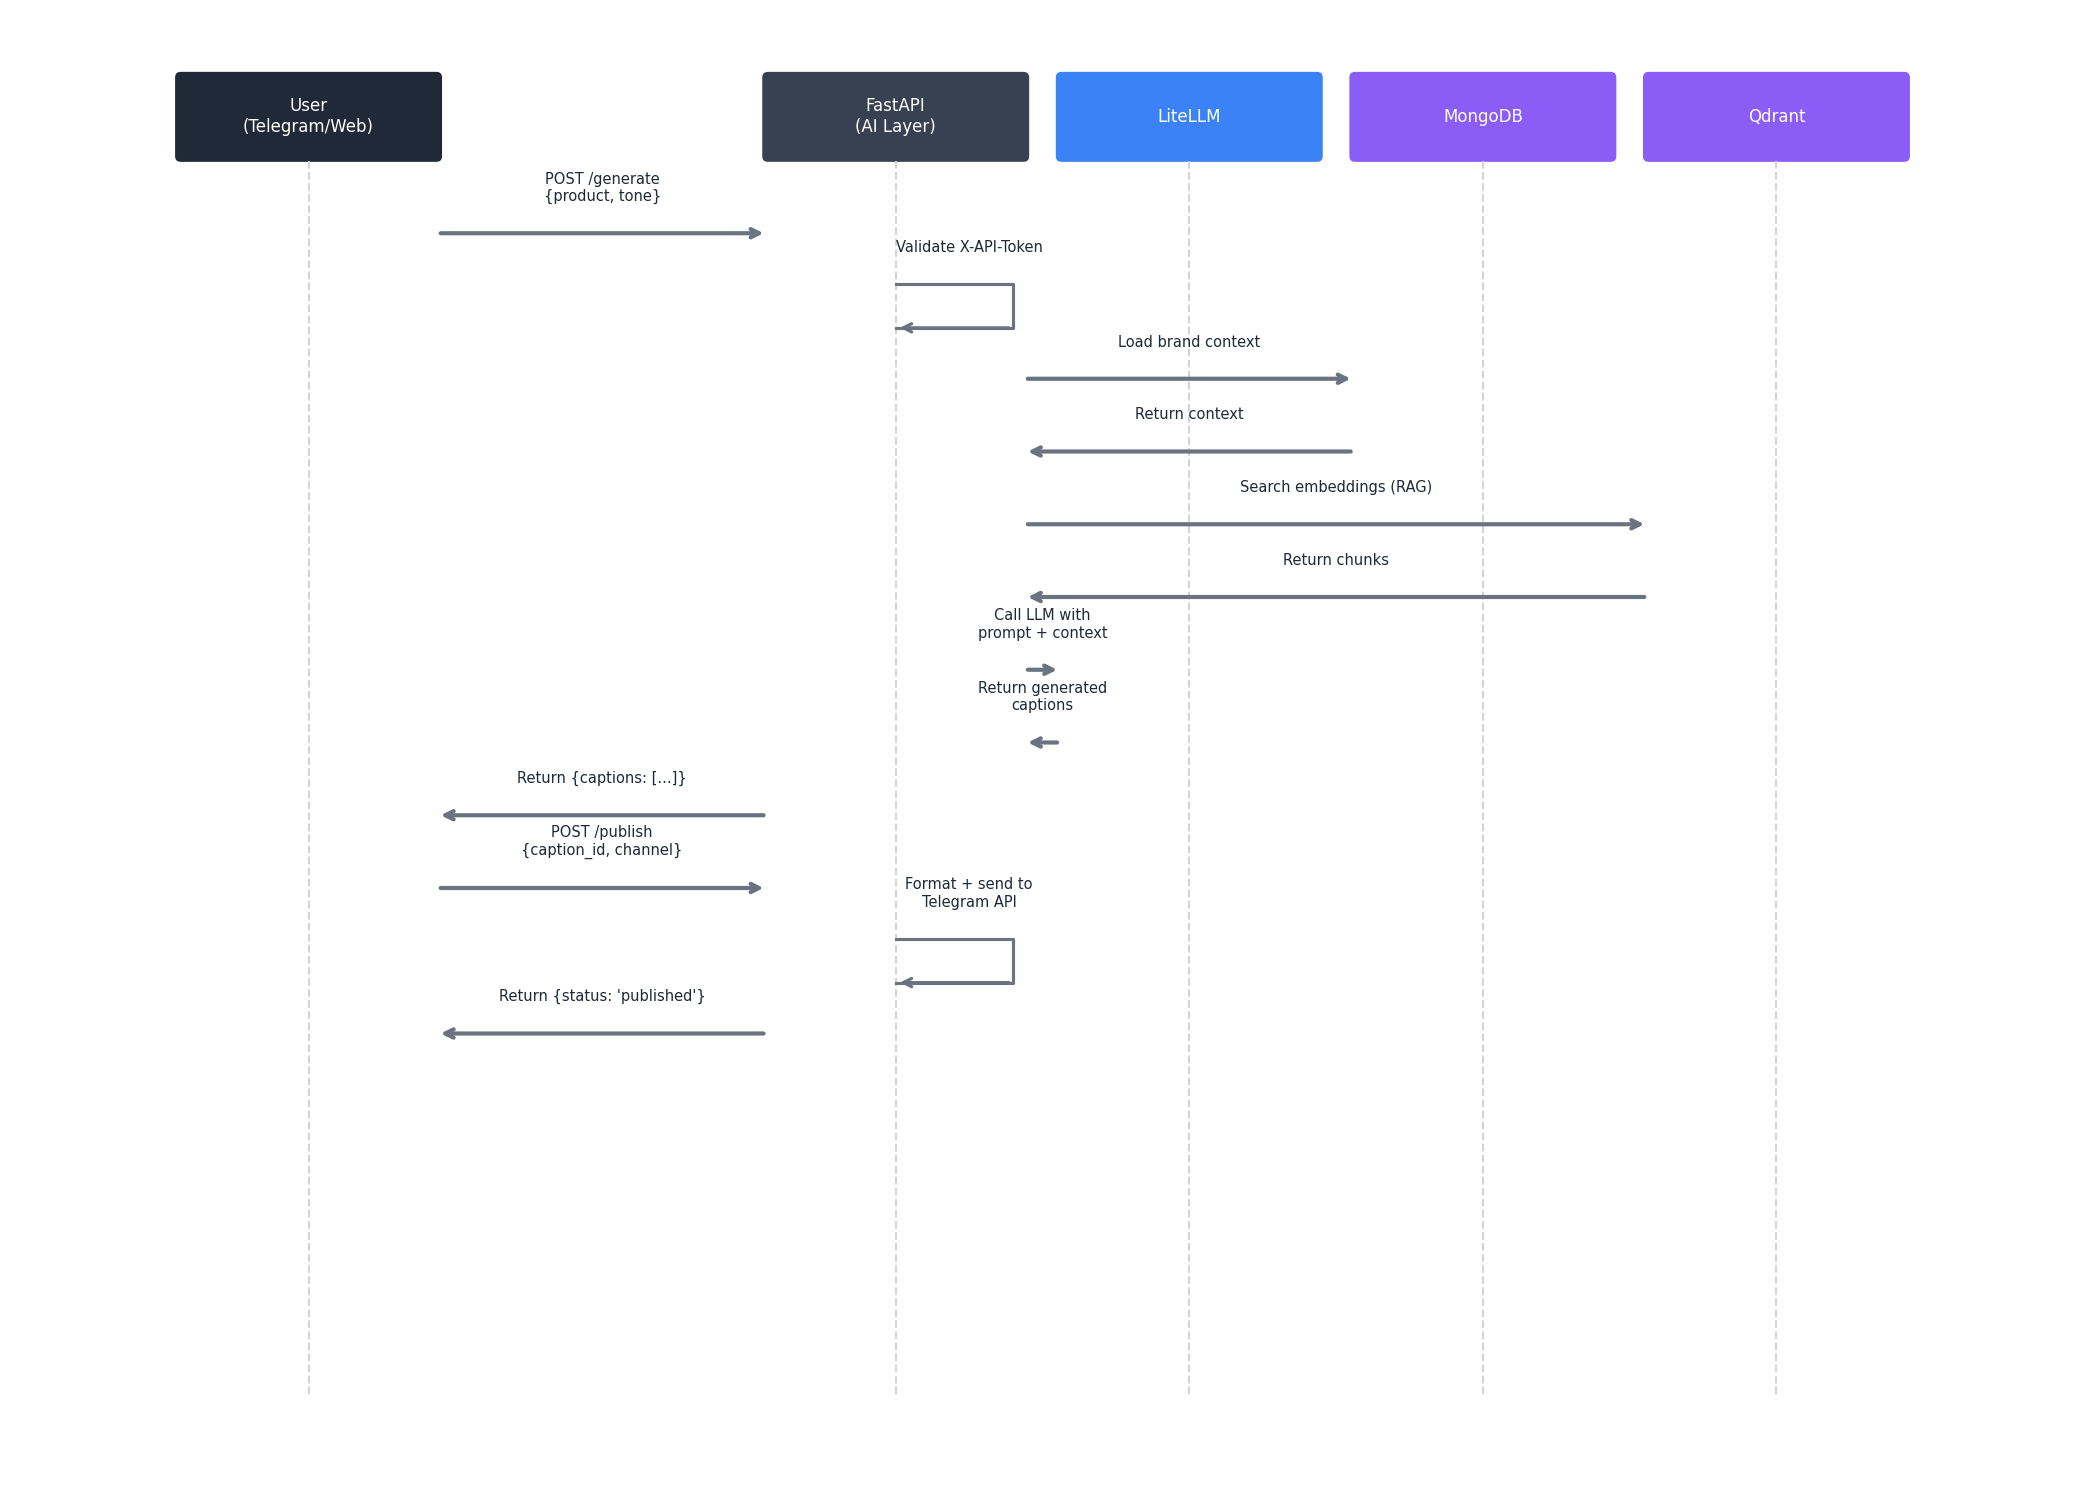 User
(Telegram/Web)
FastAPI
(AI Layer)
LiteLLM
MongoDB
Qdrant
POST /generate
{product, tone}
Validate X-API-Token
Load brand context
Return context
Search embeddings (RAG)
Return chunks
Call LLM with
prompt + context
Return generated
captions
Return {captions: [...]}
POST /publish
{caption_id, channel}
Format + send to
Telegram API
Return {status: 'published'}